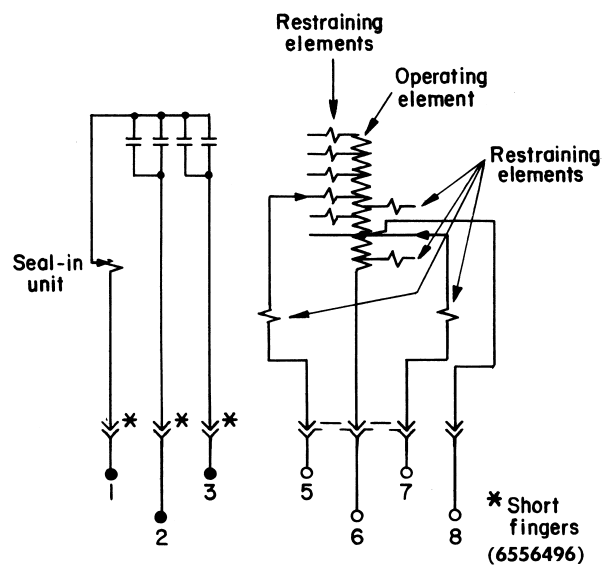 Restraining
elements
Operating
element
Restraining
elements
Seal-in
unit
*
*
*
1
2
3
5
6
7
8
* Short
fingers
(6556496)